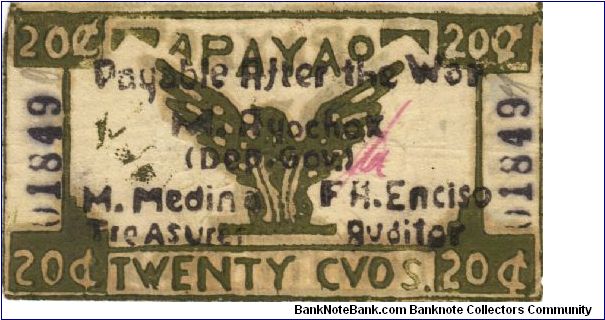 20¢ APAYAO 20¢
Payable After the War
01849
M. Ayochok
(Dep. Gov)
01849
M. Medina F H. Enciso
Treasurer Auditor
20¢ TWENTY CVOS. 20¢
BankNoteBank.com Banknote Collectors Community